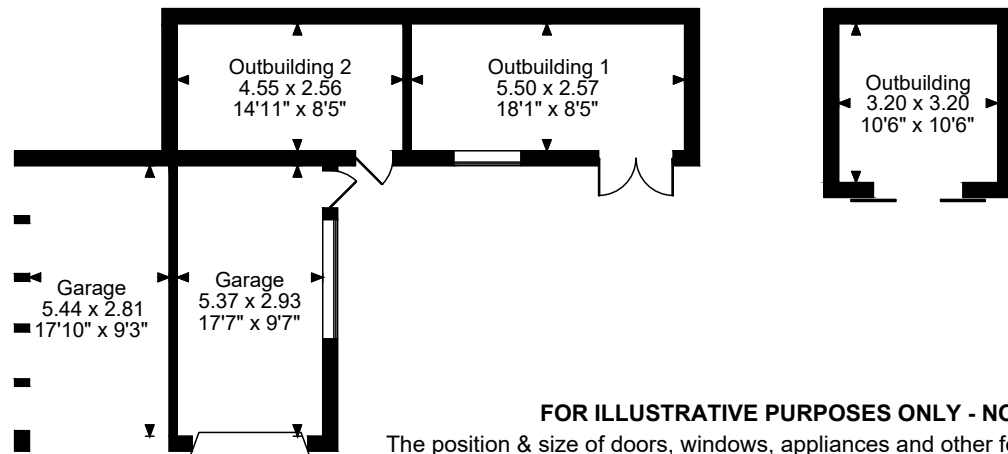 Outbuilding 2
4.55 x 2.56
14'11" x 8'5"
Outbuilding 1
5.50 x 2.57
18'1" x 8'5"
Outbuilding
3.20 x 3.20
10'6" x 10'6"
Garage
5.44 x 2.81
17'10" x 9'3"
Garage
5.37 x 2.93
17'7" x 9'7"
FOR ILLUSTRATIVE PURPOSES ONLY -
The position & size of doors, windows, appliances and other